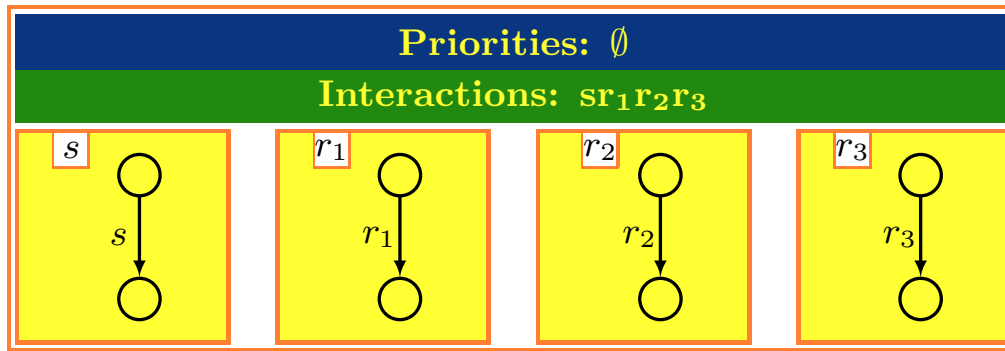 Priorities: ∅
Interactions: sr₁r₂r₃
s r₁ r₂ r₃
s r₁ r₂ r₃